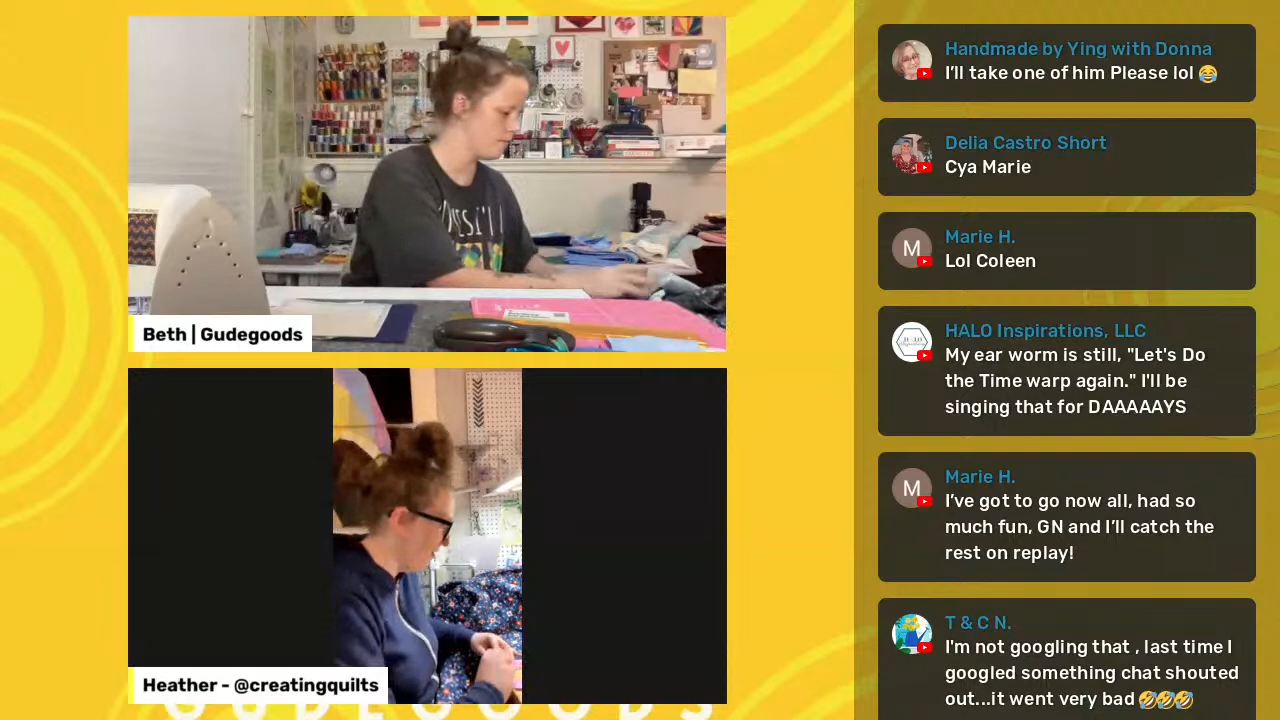 Beth | Gudegoods
Heather - @creatingquilts
GUDEGOODS
Handmade by Ying with Donna
I'll take one of him Please lol 😂
Delia Castro Short
Cya Marie
M
Marie H.
Lol Coleen
HALO Inspirations, LLC
My ear worm is still, "Let's Do
the Time warp again." I'll be
singing that for DAAAAAYS
M
Marie H.
I've got to go now all, had so
much fun, GN and I'll catch the
rest on replay!
T & C N.
I'm not googling that , last time I
googled something chat shouted
out...it went very bad 🤣🤣🤣